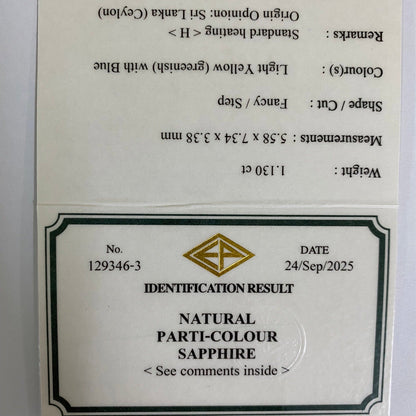 Weight : 1.130 ct
Measurements : 5.58 x 7.34 x 3.38 mm
Shape / Cut : Fancy / Step
Colour(s) : Light Yellow (greenish) with Blue
Remarks : Standard heating < H >
Origin Opinion: Sri Lanka (Ceylon)
No.
129346-3
EP
DATE
24/Sep/2025
IDENTIFICATION RESULT
NATURAL
PARTI-COLOUR
SAPPHIRE
< See comments inside >